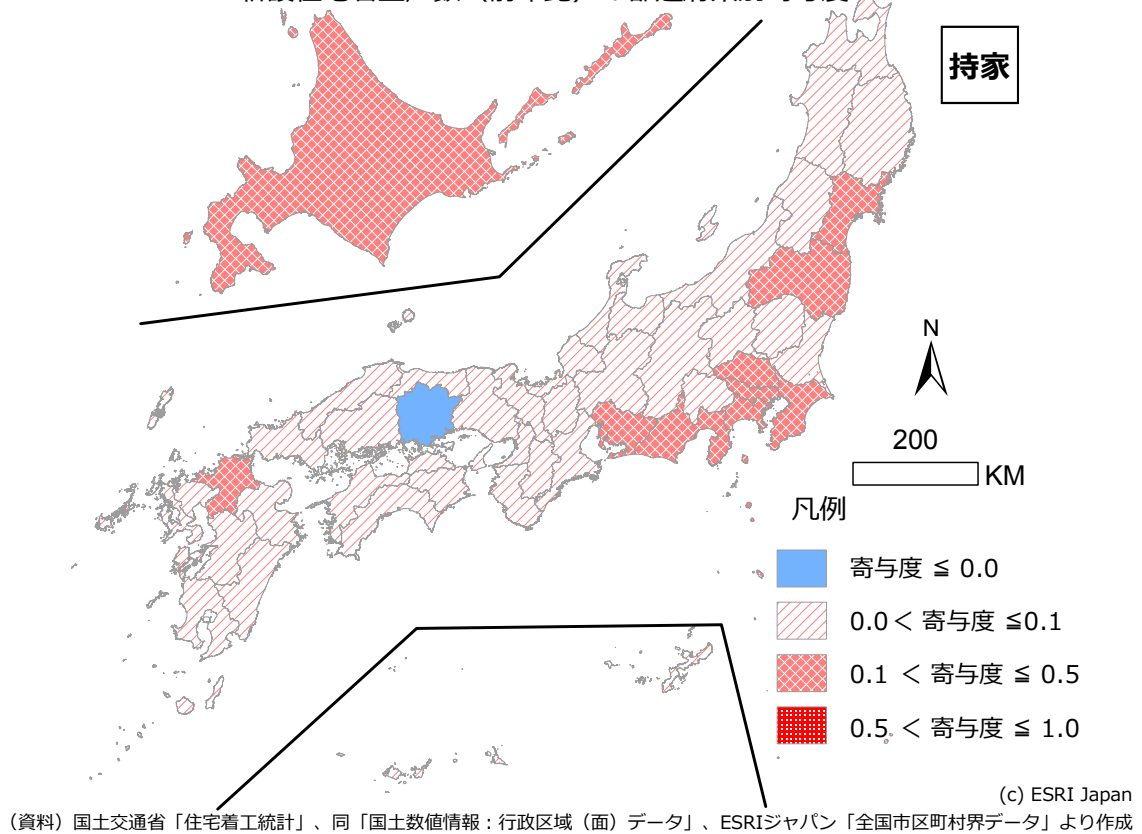 持家
N
200
KM
凡例
寄与度 ≦ 0.0
0.0＜ 寄与度 ≦0.1
0.1 ＜ 寄与度 ≦ 0.5
0.5 ＜ 寄与度 ≦ 1.0
(c) ESRI Japan
（資料）国土交通省「住宅着工統計」、同「国土数値情報：行政区域（面）データ」、ESRIジャパン「全国市区町村界データ」より作成